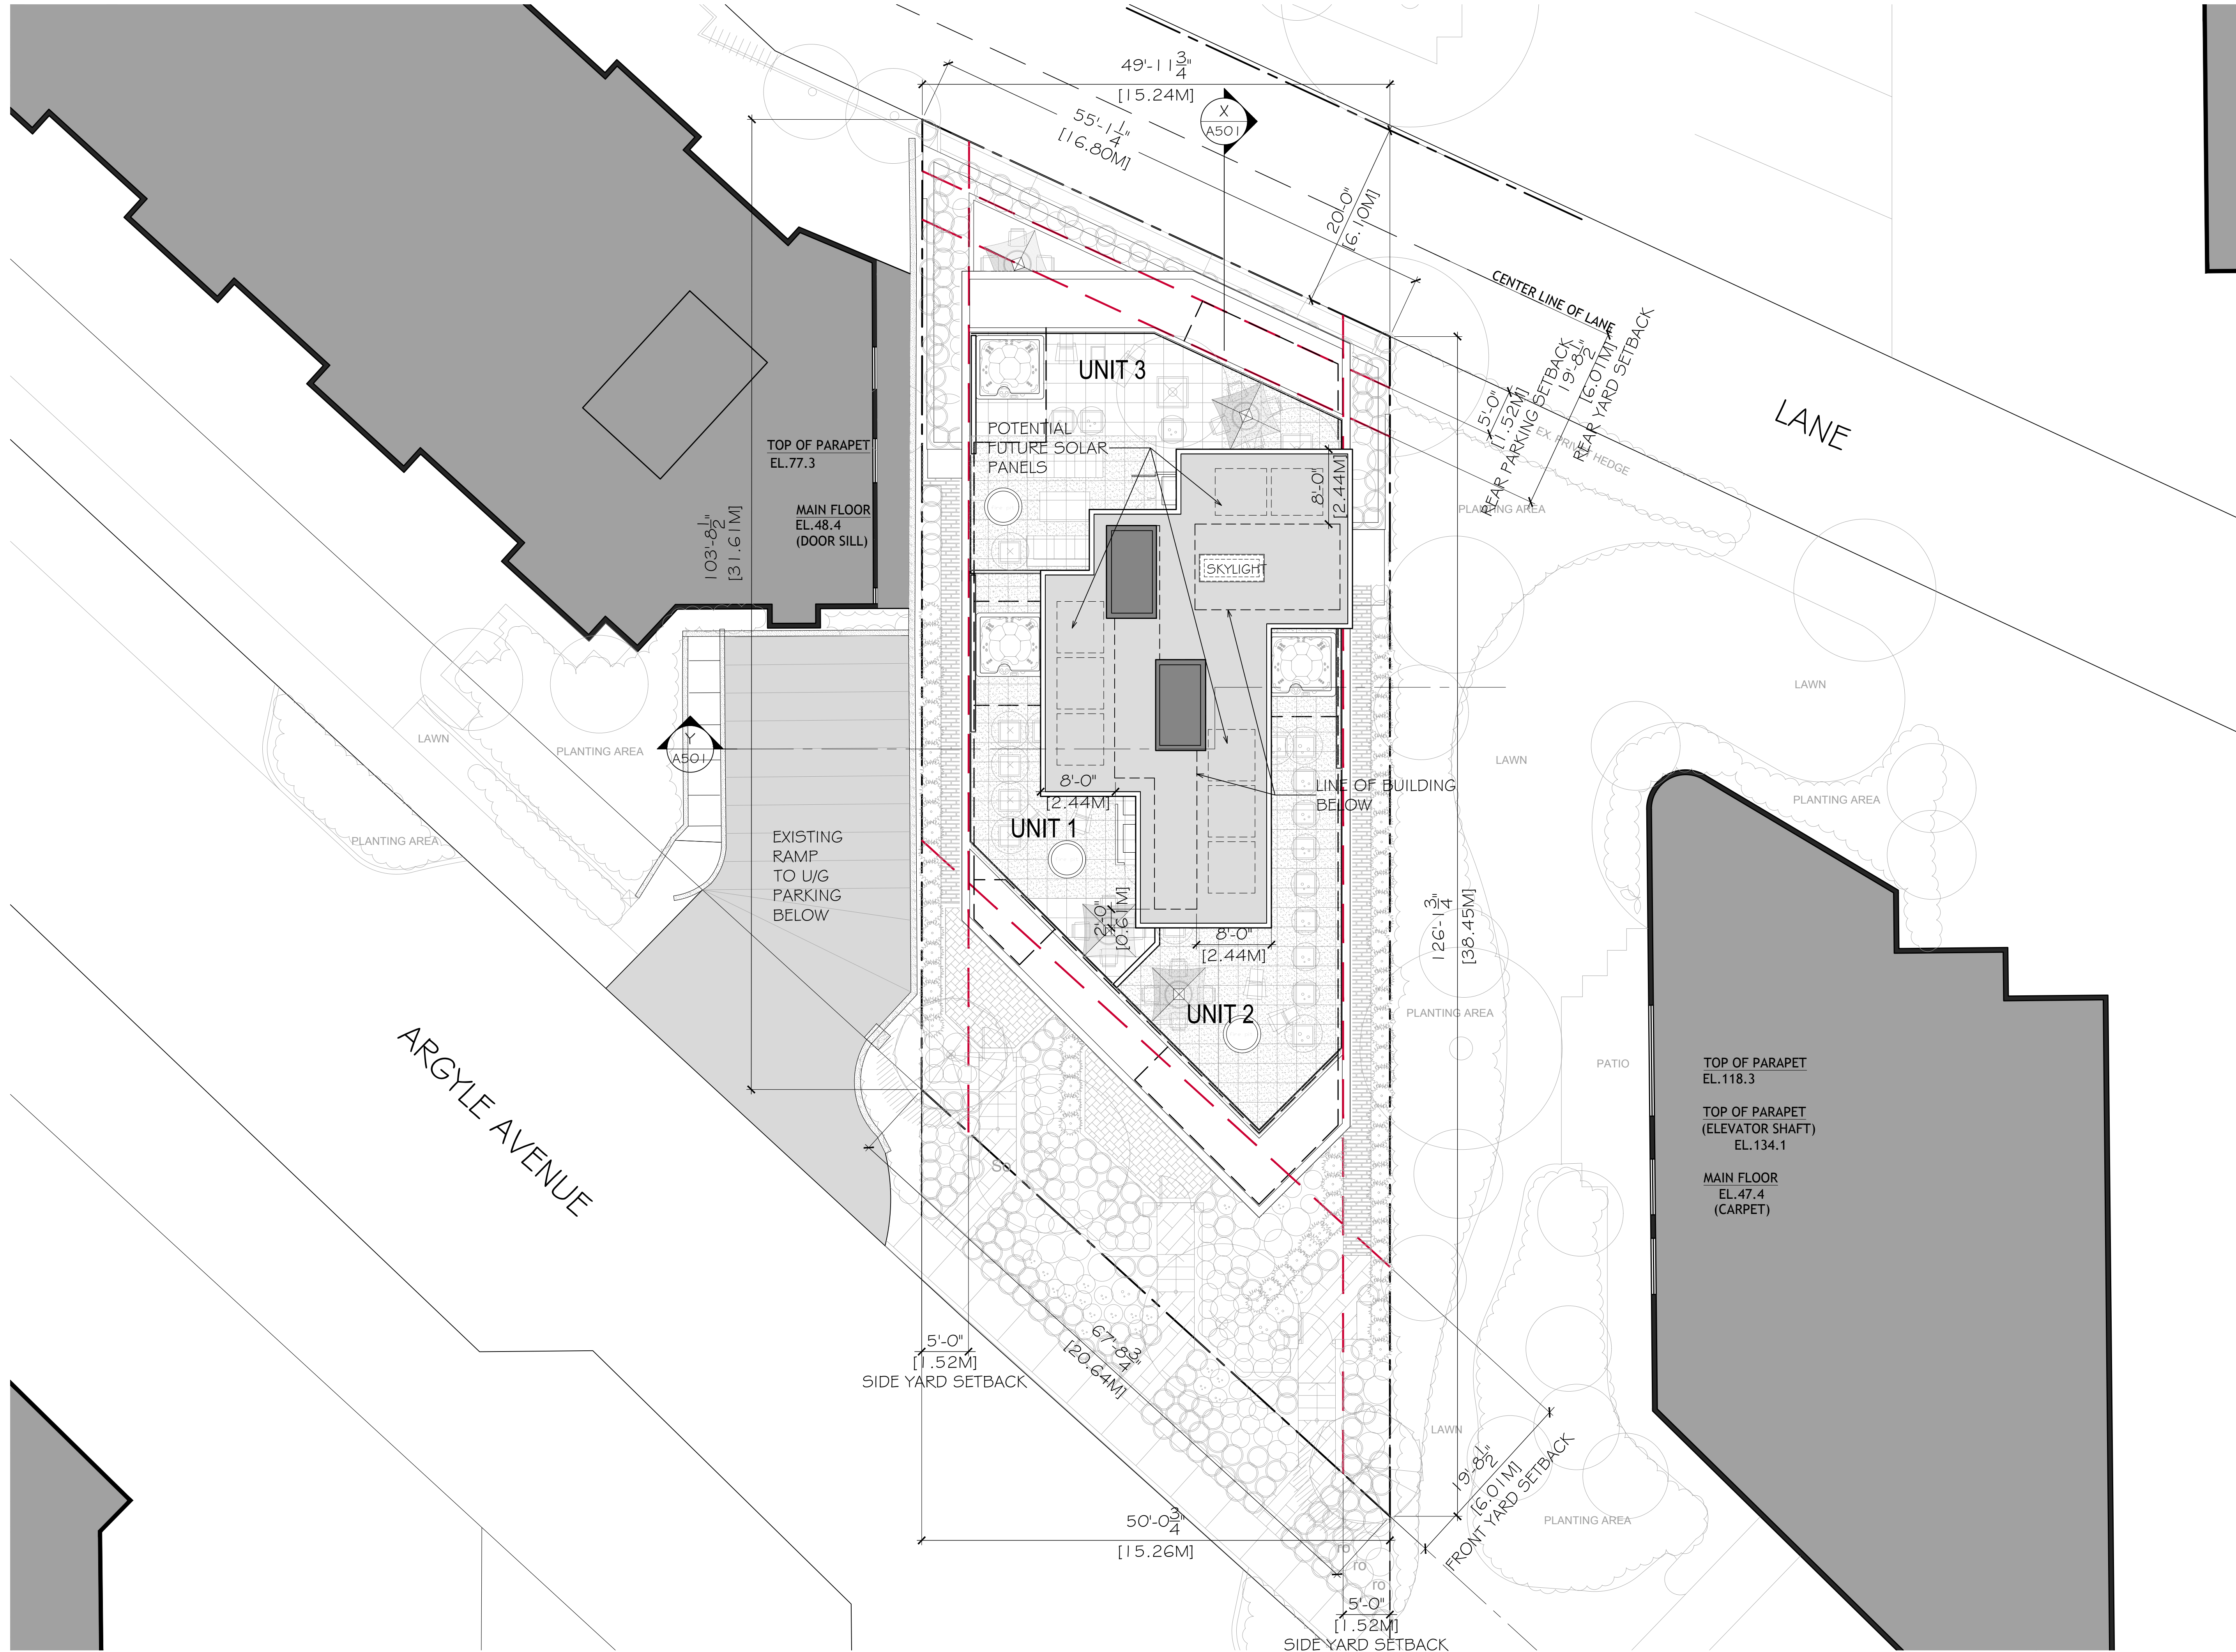 49'-11 3/4"
[15.24M]
X
A501
55'-1 1/4"
[16.80M]
20'-0"
[6.10M]
CENTER LINE OF LANE
LANE
5'-0"
[1.52M]
REAR PARKING SETBACK
19'-8 1/2"
[6.01M]
REAR YARD SETBACK
EX. PRIVIT HEDGE
PLANTING AREA
UNIT 3
POTENTIAL
FUTURE SOLAR
PANELS
8'-0"
[2.44M]
SKYLIGHT
TOP OF PARAPET
EL.77.3
MAIN FLOOR
EL.48.4
(DOOR SILL)
103'-8 1/2"
[31.61M]
LAWN
PLANTING AREA
PLANTING AREA
Y
A501
EXISTING
RAMP
TO U/G
PARKING
BELOW
8'-0"
[2.44M]
UNIT 1
LINE OF BUILDING
BELOW
2'-0"
[0.61M]
8'-0"
[2.44M]
UNIT 2
126'-1 3/4"
[38.45M]
LAWN
LAWN
PLANTING AREA
PLANTING AREA
PATIO
TOP OF PARAPET
EL.118.3
TOP OF PARAPET
(ELEVATOR SHAFT)
EL.134.1
MAIN FLOOR
EL.47.4
(CARPET)
ARGYLE AVENUE
So
5'-0"
[1.52M]
SIDE YARD SETBACK
67'-8 3/4"
[20.64M]
LAWN
19'-8 1/2"
[6.01M]
FRONT YARD SETBACK
PLANTING AREA
50'-0 3/4"
[15.26M]
ro
ro
ro
5'-0"
[1.52M]
SIDE YARD SETBACK